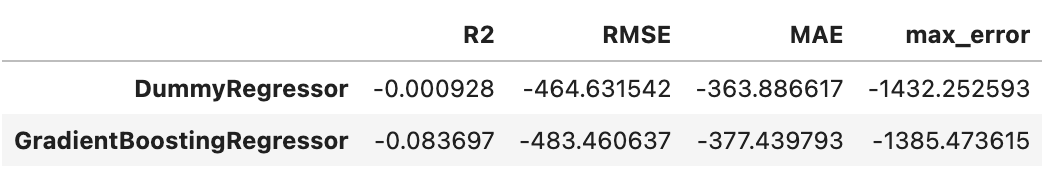 R2 RMSE MAE max_error
DummyRegressor -0.000928 -464.631542 -363.886617 -1432.252593
GradientBoostingRegressor -0.083697 -483.460637 -377.439793 -1385.473615